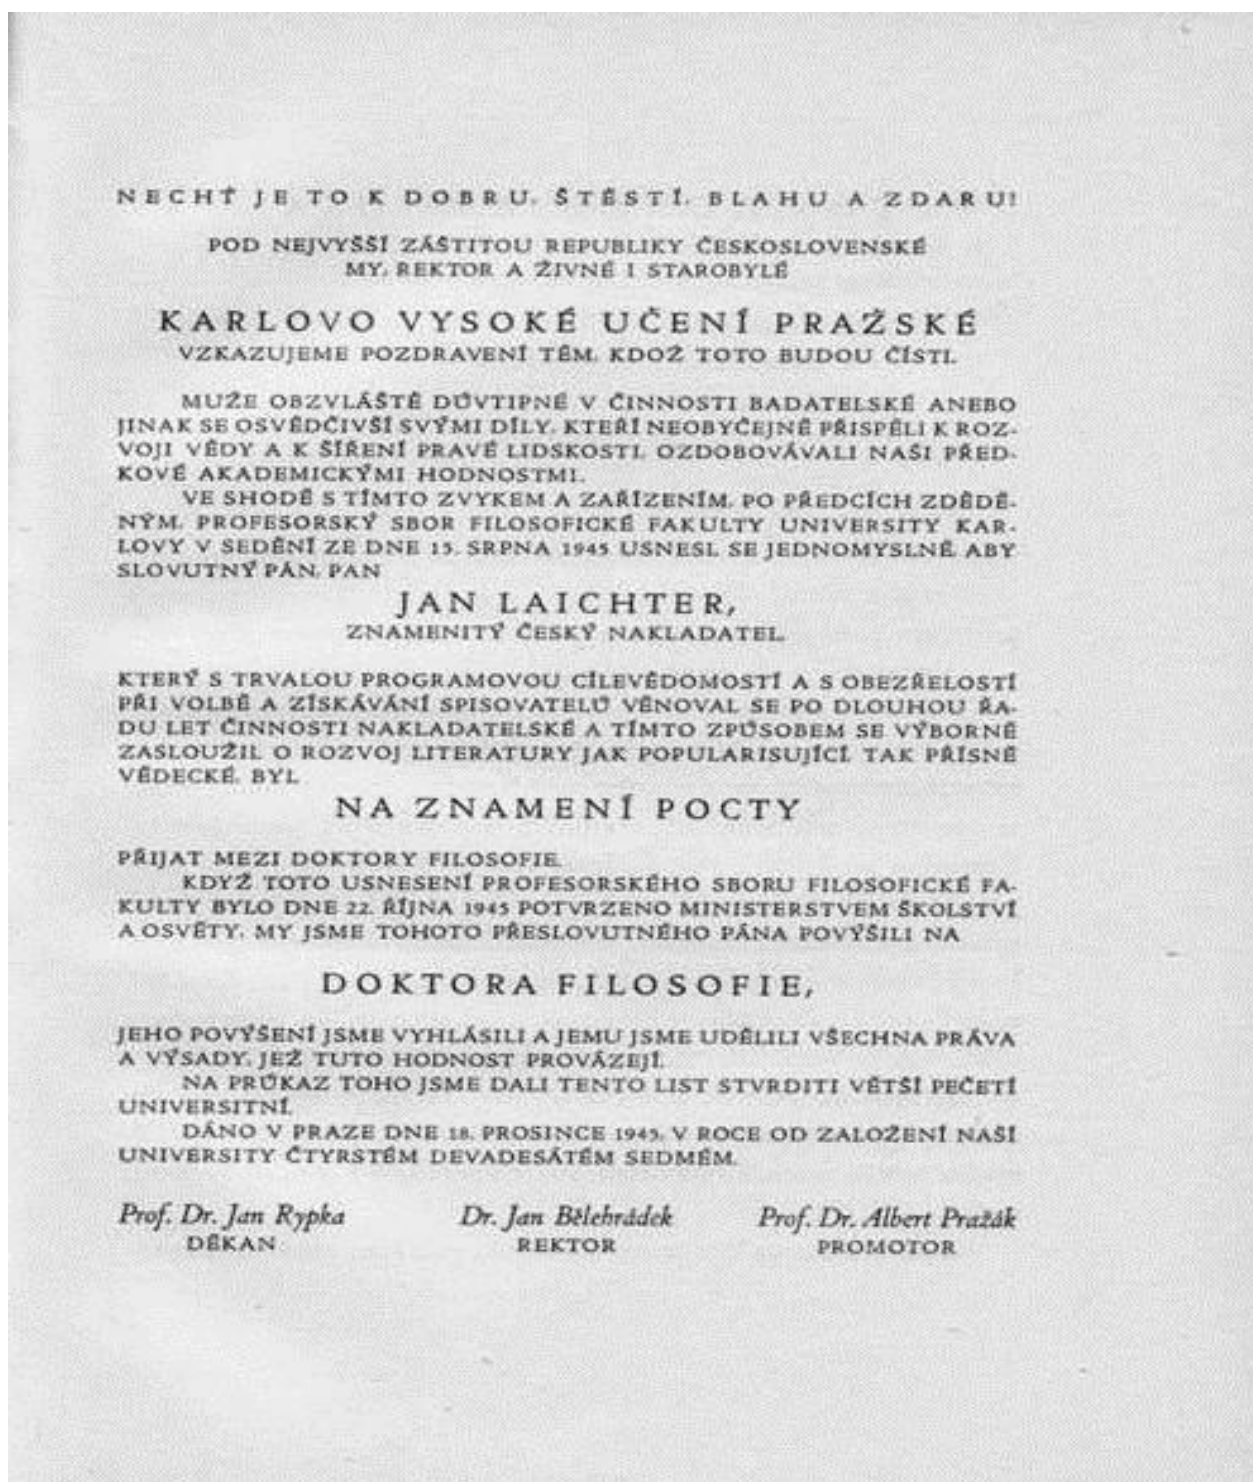 NECHŤ JE TO K DOBRU, ŠTĚSTÍ, BLAHU A ZDARU!
POD NEJVYŠŠÍ ZÁŠTITOU REPUBLIKY ČESKOSLOVENSKÉ
MY, REKTOR A ŽIVNÉ I STAROBYLÉ
KARLOVO VYSOKÉ UČENÍ PRAŽSKÉ
VZKAZUJEME POZDRAVENÍ TĚM, KDOŽ TOTO BUDOU ČÍSTI.
MUŽE OBZVLÁŠTĚ DŮVTIPNÉ V ČINNOSTI BADATELSKÉ ANEBO
JINAK SE OSVĚDČIVŠÍ SVÝMI DÍLY, KTEŘÍ NEOBYČEJNĚ PŘISPĚLI K ROZ-
VOJI VĚDY A K ŠÍŘENÍ PRAVÉ LIDSKOSTI, OZDOBOVÁVALI NAŠI PŘED-
KOVÉ AKADEMICKÝMI HODNOSTMI.
VE SHODĚ S TÍMTO ZVYKEM A ZAŘÍZENÍM, PO PŘEDCÍCH ZDĚDĚ-
NÝM, PROFESORSKÝ SBOR FILOSOFICKÉ FAKULTY UNIVERSITY KAR-
LOVY V SEDĚNÍ ZE DNE 15. SRPNA 1945 USNESL SE JEDNOMYSLNĚ, ABY
SLOVUTNÝ PÁN, PAN
JAN LAICHTER,
ZNAMENITÝ ČESKÝ NAKLADATEL,
KTERÝ S TRVALOU PROGRAMOVOU CÍLEVĚDOMOSTÍ A S OBEZŘELOSTÍ
PŘI VOLBĚ A ZÍSKÁVÁNÍ SPISOVATELŮ VĚNOVAL SE PO DLOUHOU ŘA-
DU LET ČINNOSTI NAKLADATELSKÉ A TÍMTO ZPŮSOBEM SE VÝBORNĚ
ZASLOUŽIL O ROZVOJ LITERATURY JAK POPULARISUJÍCÍ, TAK PŘÍSNĚ
VĚDECKÉ, BYL
NA ZNAMENÍ POCTY
PŘIJAT MEZI DOKTORY FILOSOFIE.
KDYŽ TOTO USNESENÍ PROFESORSKÉHO SBORU FILOSOFICKÉ FA-
KULTY BYLO DNE 22. ŘÍJNA 1945 POTVRZENO MINISTERSTVEM ŠKOLSTVÍ
A OSVĚTY, MY JSME TOHOTO PŘESLOVUTNÉHO PÁNA POVÝŠILI NA
DOKTORA FILOSOFIE,
JEHO POVÝŠENÍ JSME VYHLÁSILI A JEMU JSME UDĚLILI VŠECHNA PRÁVA
A VÝSADY, JEŽ TUTO HODNOST PROVÁZEJÍ.
NA PRŮKAZ TOHO JSME DALI TENTO LIST STVRDITI VĚTŠÍ PEČETÍ
UNIVERSITNÍ.
DÁNO V PRAZE DNE 18. PROSINCE 1945, V ROCE OD ZALOŽENÍ NAŠÍ
UNIVERSITY ČTYRSTÉM DEVADESÁTÉM SEDMÉM.
Prof. Dr. Jan Rypka Dr. Jan Bělehrádek Prof. Dr. Albert Pražák
DĚKAN REKTOR PROMOTOR